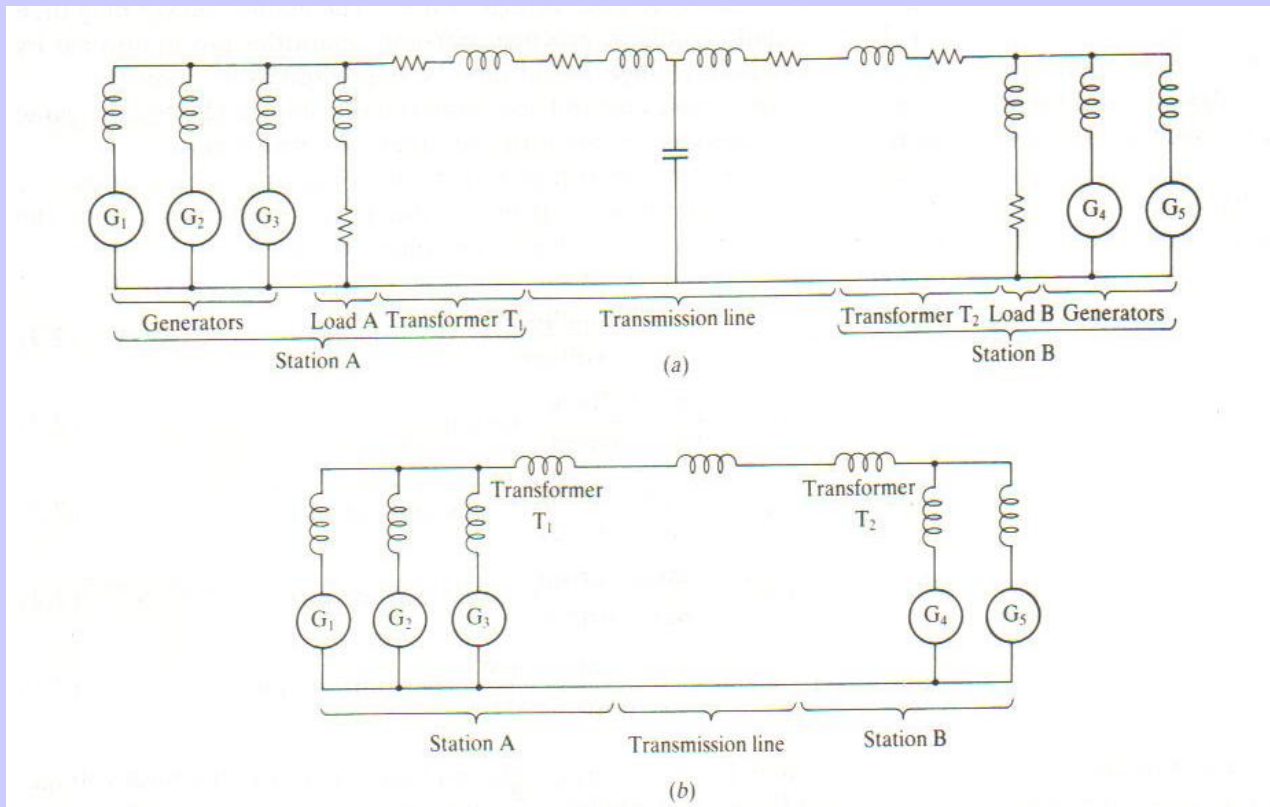 G₁ G₂ G₃ G₄ G₅
Generators Load A Transformer T₁ Transmission line Transformer T₂ Load B Generators
Station A Station B
(a)
Transformer T₁ Transformer T₂
G₁ G₂ G₃ G₄ G₅
Station A Transmission line Station B
(b)